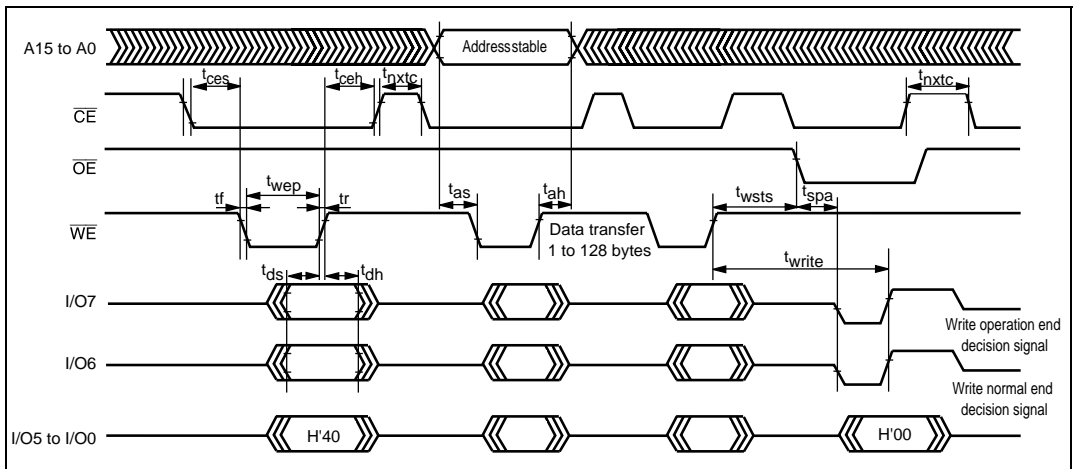 A15 to A0
Addressstable
tces
tceh
tnxtc
tnxtc
CE
OE
twep
tf
tr
tas
tah
twsts
tspa
WE
Data transfer
1 to 128 bytes
tds
tdh
twrite
I/O7
Write operation end
decision signal
I/O6
Write normal end
decision signal
I/O5 to I/O0
H'40
H'00